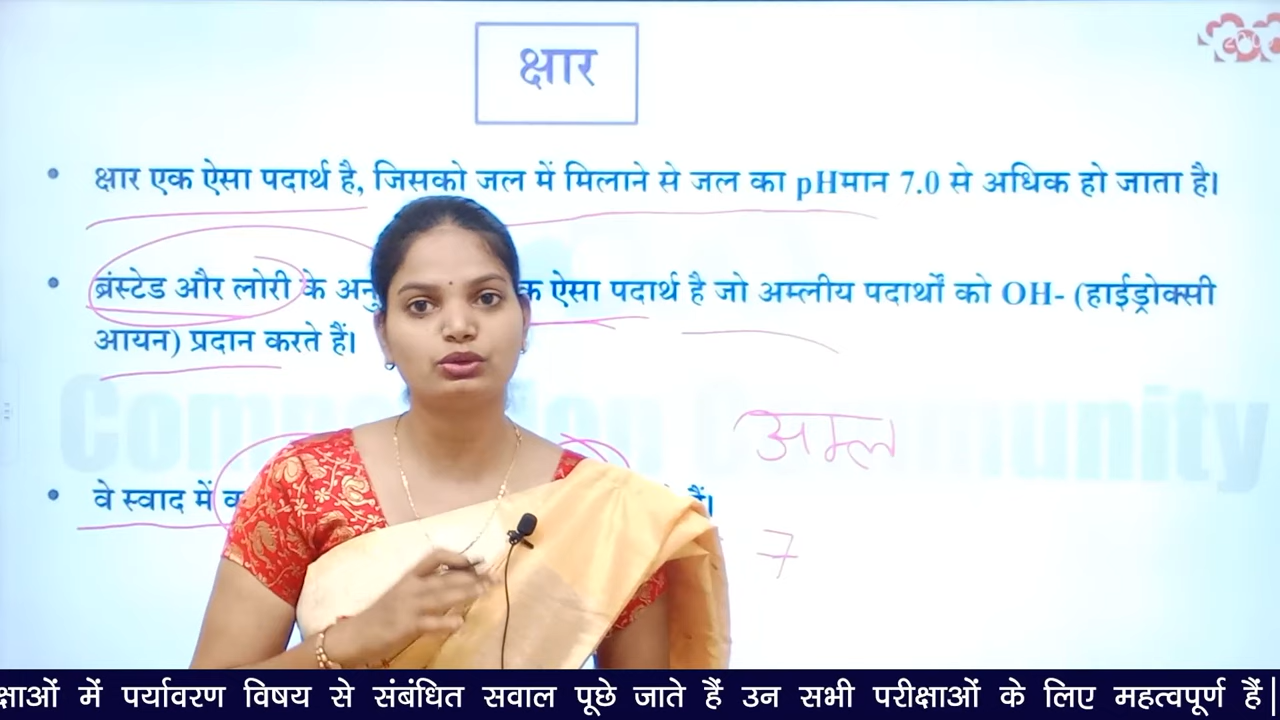 क्षार
• क्षार एक ऐसा पदार्थ है, जिसको जल में मिलाने से जल का pHमान 7.0 से अधिक हो जाता है।
• ब्रंस्टेड और लोरी के ऐसा पदार्थ है जो अम्लीय पदार्थों को OH- (हाईड्रोक्सी
आयन) प्रदान करते हैं।
Community
अम्ल
• वे स्वाद में हैं।
7
में पर्यावरण विषय से संबंधित सवाल पूछे जाते हैं उन सभी परीक्षाओं के लिए महत्वपूर्ण हैं|